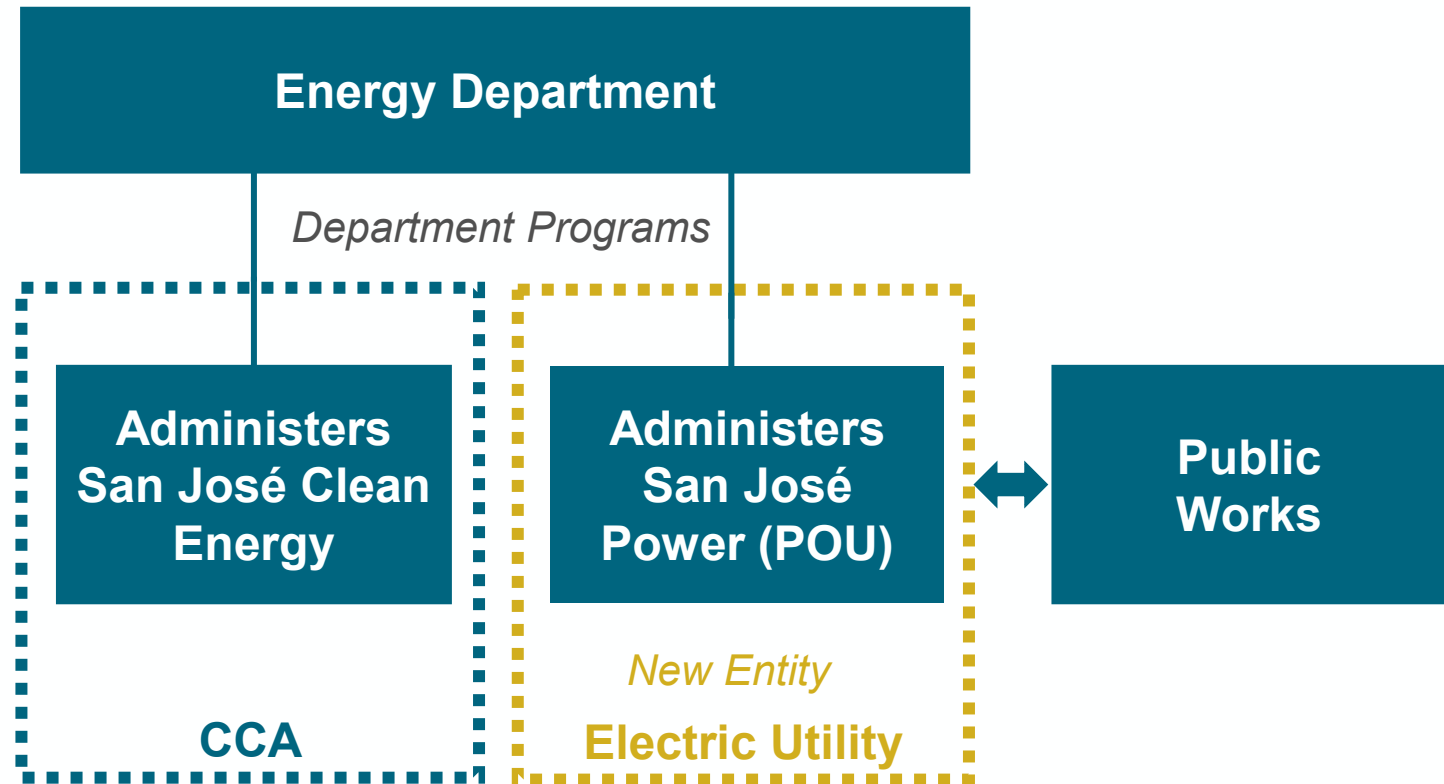 Energy Department
Department Programs
Administers
San José Clean
Energy
CCA
Administers
San José
Power (POU)
New Entity
Electric Utility
Public
Works